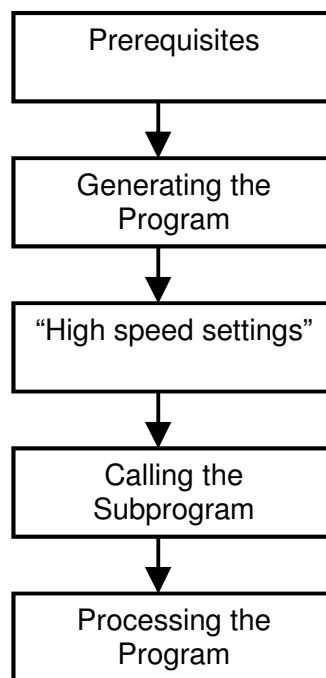 Prerequisites
Generating the
Program
“High speed settings”
Calling the
Subprogram
Processing the
Program